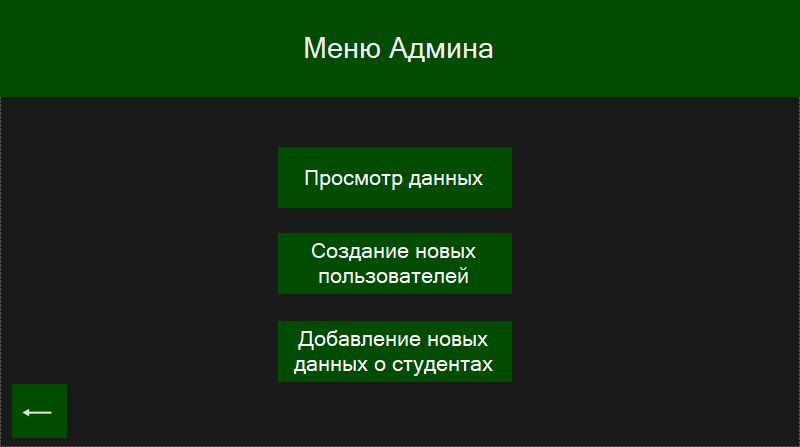 Меню Админа
Просмотр данных
Создание новых
пользователей
Добавление новых
данных о студентах